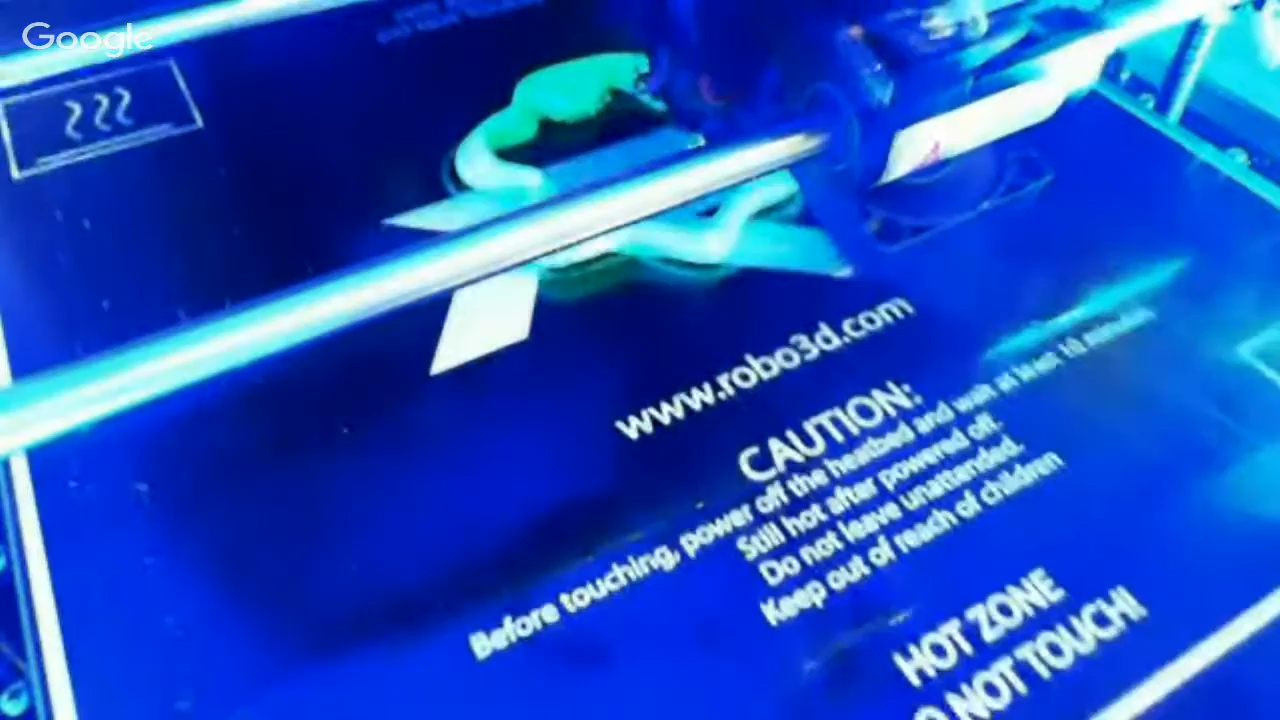 Google
www.robo3d.com
CAUTION:
Before touching, power off the heatbed and wait at least 10 minutes
Still hot after powered off.
Do not leave unattended.
Keep out of reach of children
HOT ZONE
DO NOT TOUCH!